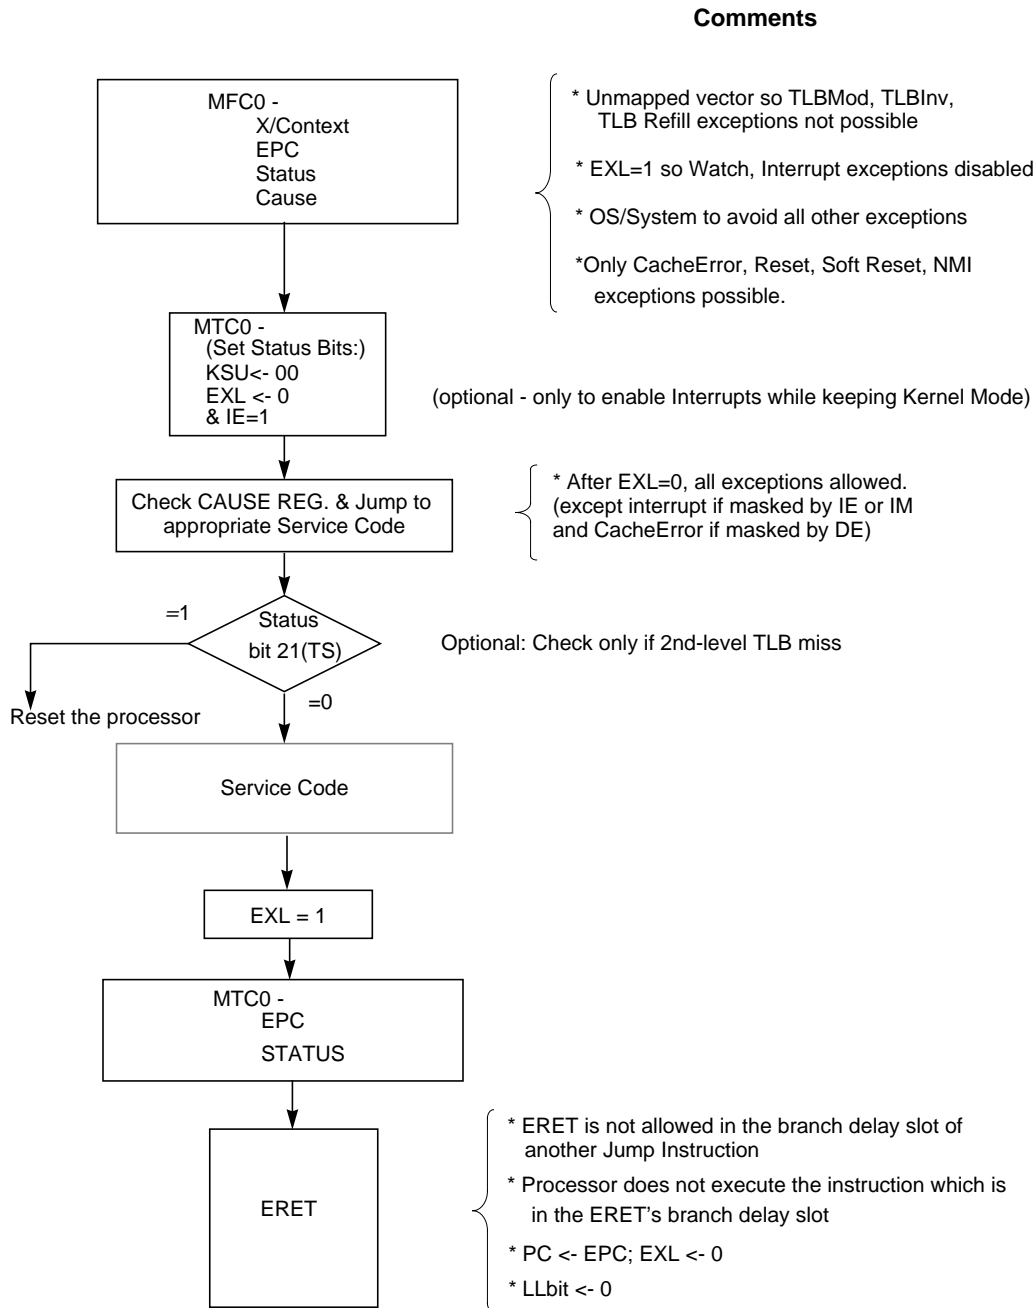 Comments
MFC0 -
X/Context
EPC
Status
Cause
* Unmapped vector so TLBMod, TLBInv,
TLB Refill exceptions not possible
* EXL=1 so Watch, Interrupt exceptions disabled
* OS/System to avoid all other exceptions
*Only CacheError, Reset, Soft Reset, NMI
exceptions possible.
MTC0 -
(Set Status Bits:)
KSU<- 00
EXL <- 0
& IE=1
(optional - only to enable Interrupts while keeping Kernel Mode)
Check CAUSE REG. & Jump to
appropriate Service Code
* After EXL=0, all exceptions allowed.
(except interrupt if masked by IE or IM
and CacheError if masked by DE)
=1
Status
bit 21(TS)
Optional: Check only if 2nd-level TLB miss
=0
Reset the processor
Service Code
EXL = 1
MTC0 -
EPC
STATUS
ERET
* ERET is not allowed in the branch delay slot of
another Jump Instruction
* Processor does not execute the instruction which is
in the ERET's branch delay slot
* PC <- EPC; EXL <- 0
* LLbit <- 0